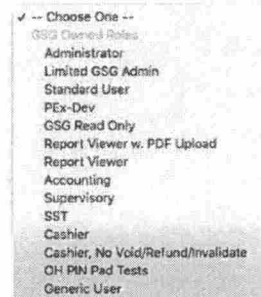 ✓ -- Choose One --
GSG Owned Roles
Administrator
Limited GSG Admin
Standard User
PEx-Dev
GSG Read Only
Report Viewer w. PDF Upload
Report Viewer
Accounting
Supervisory
SST
Cashier
Cashier, No Void/Refund/Invalidate
OH PIN Pad Tests
Generic User